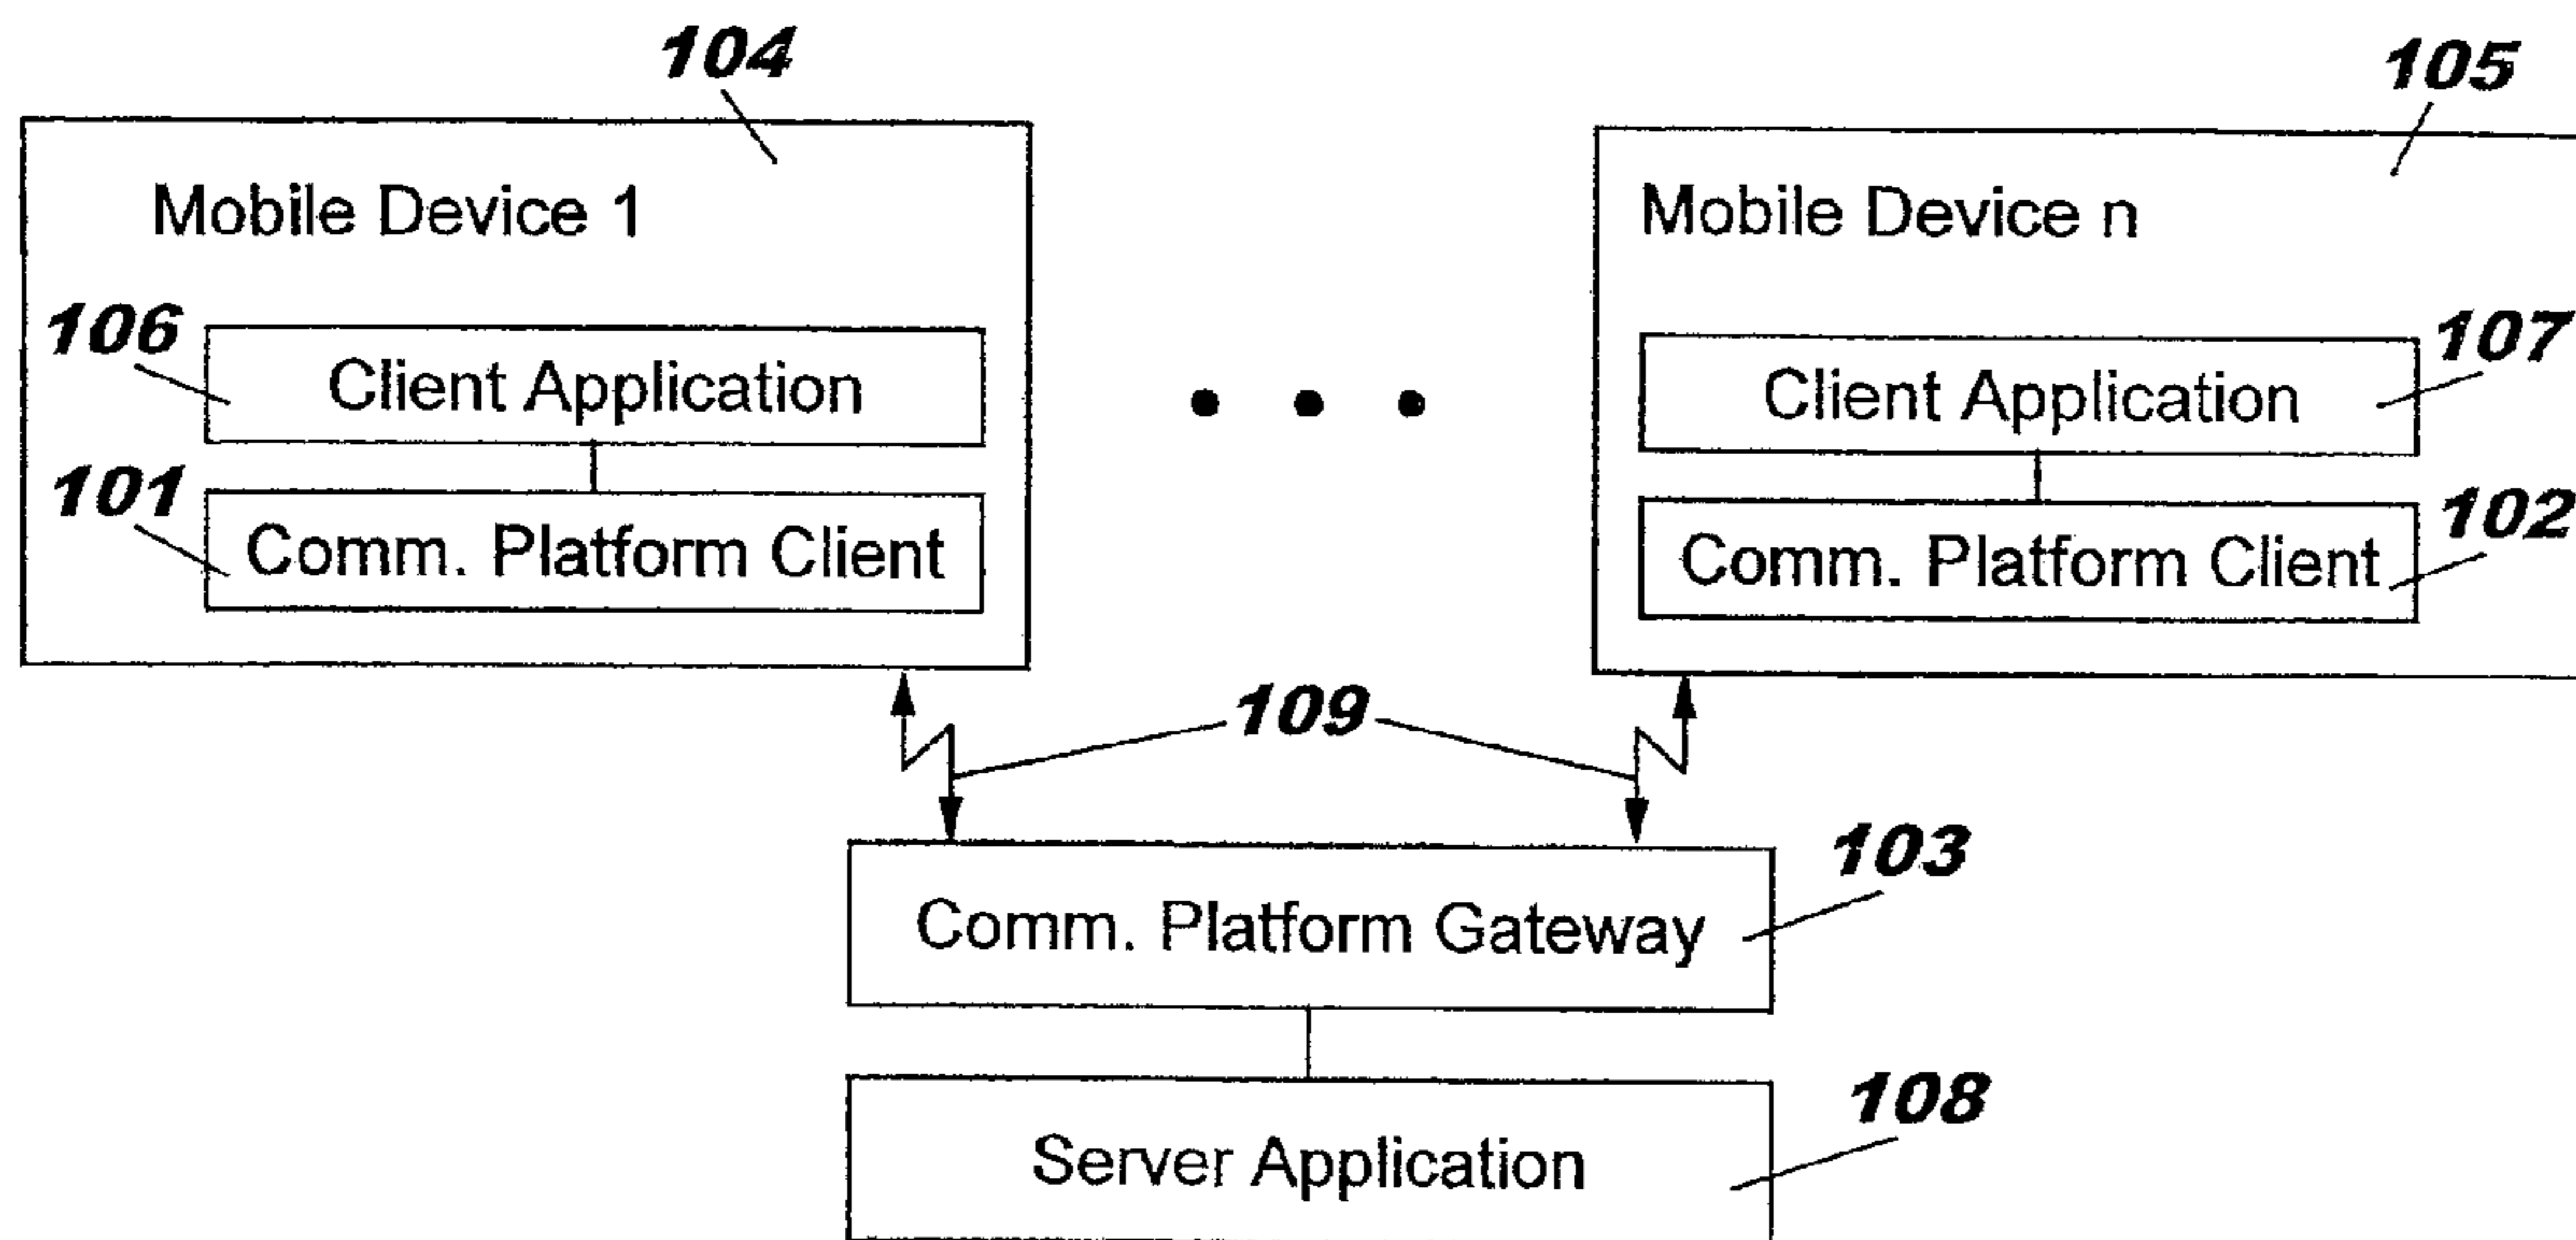 104
105
Mobile Device 1
Mobile Device n
106
Client Application
107
Client Application
101
Comm. Platform Client
102
Comm. Platform Client
109
103
Comm. Platform Gateway
108
Server Application